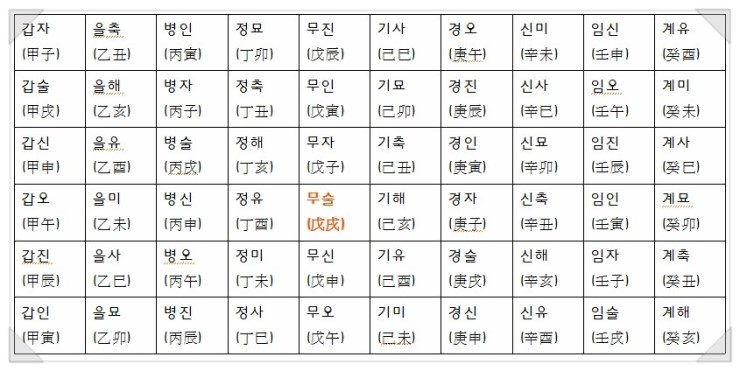 갑자 을축 병인 정묘 무진 기사 경오 신미 임신 계유
(甲子) (乙丑) (丙寅) (丁卯) (戊辰) (己巳) (庚午) (辛未) (壬申) (癸酉)
갑술 을해 병자 정축 무인 기묘 경진 신사 임오 계미
(甲戌) (乙亥) (丙子) (丁丑) (戊寅) (己卯) (庚辰) (辛巳) (壬午) (癸未)
갑신 을유 병술 정해 무자 기축 경인 신묘 임진 계사
(甲申) (乙酉) (丙戌) (丁亥) (戊子) (己丑) (庚寅) (辛卯) (壬辰) (癸巳)
갑오 을미 병신 정유 무술 기해 경자 신축 임인 계묘
(甲午) (乙未) (丙申) (丁酉) (戊戌) (己亥) (庚子) (辛丑) (壬寅) (癸卯)
갑진 을사 병오 정미 무신 기유 경술 신해 임자 계축
(甲辰) (乙巳) (丙午) (丁未) (戊申) (己酉) (庚戌) (辛亥) (壬子) (癸丑)
갑인 을묘 병진 정사 무오 기미 경신 신유 임술 계해
(甲寅) (乙卯) (丙辰) (丁巳) (戊午) (己未) (庚申) (辛酉) (壬戌) (癸亥)